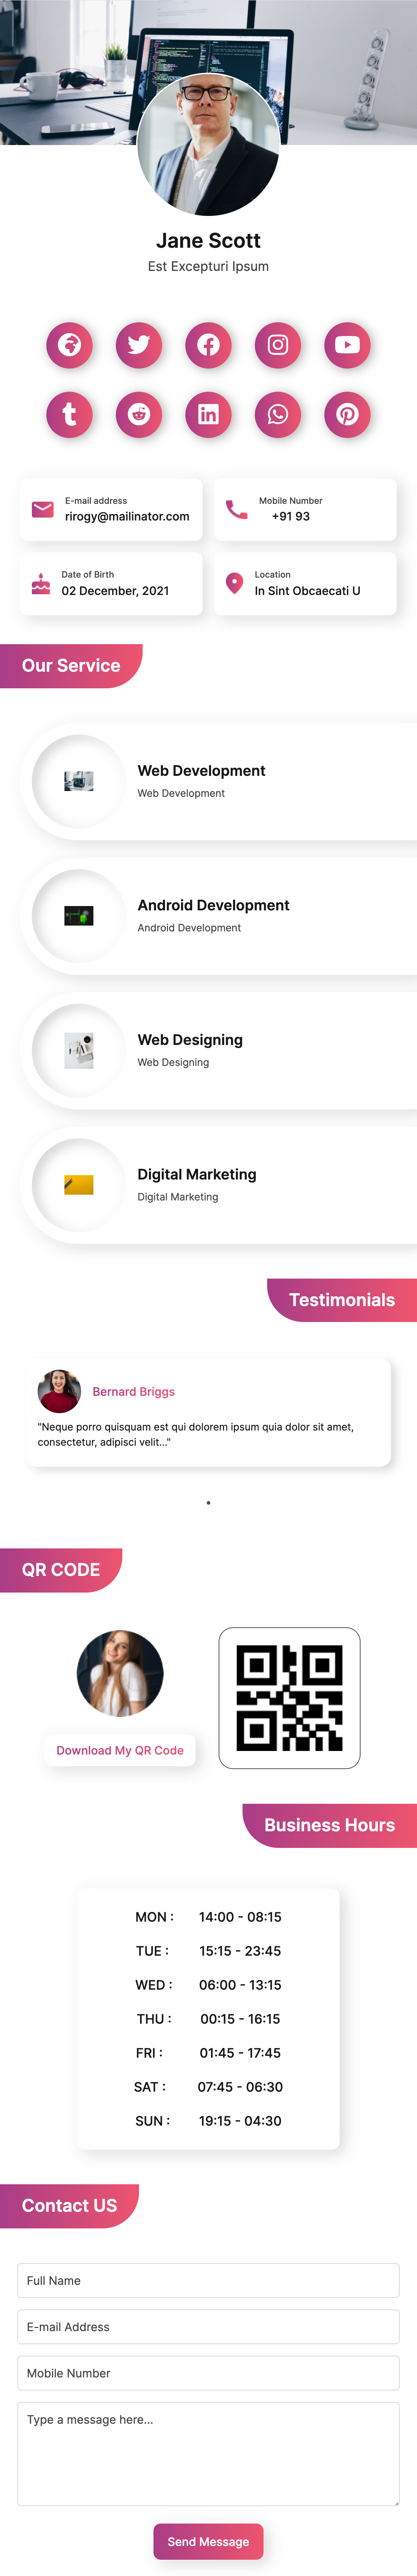 Jane Scott
Est Excepturi Ipsum
E-mail address
rirogy@mailinator.com
Mobile Number
+91 93
Date of Birth
02 December, 2021
Location
In Sint Obcaecati U
Our Service
Web Development
Web Development
Android Development
Android Development
Web Designing
Web Designing
Digital Marketing
Digital Marketing
Testimonials
Bernard Briggs
"Neque porro quisquam est qui dolorem ipsum quia dolor sit amet,
consectetur, adipisci velit..."
QR CODE
Download My QR Code
Business Hours
MON : 14:00 - 08:15
TUE : 15:15 - 23:45
WED : 06:00 - 13:15
THU : 00:15 - 16:15
FRI : 01:45 - 17:45
SAT : 07:45 - 06:30
SUN : 19:15 - 04:30
Contact US
Full Name
E-mail Address
Mobile Number
Type a message here...
Send Message